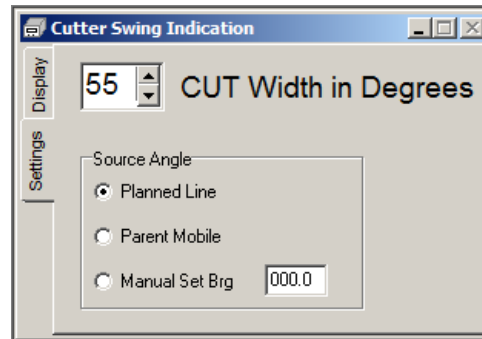 Cutter Swing Indication
Display
Settings
55 CUT Width in Degrees
Source Angle
Planned Line
Parent Mobile
Manual Set Brg 000.0